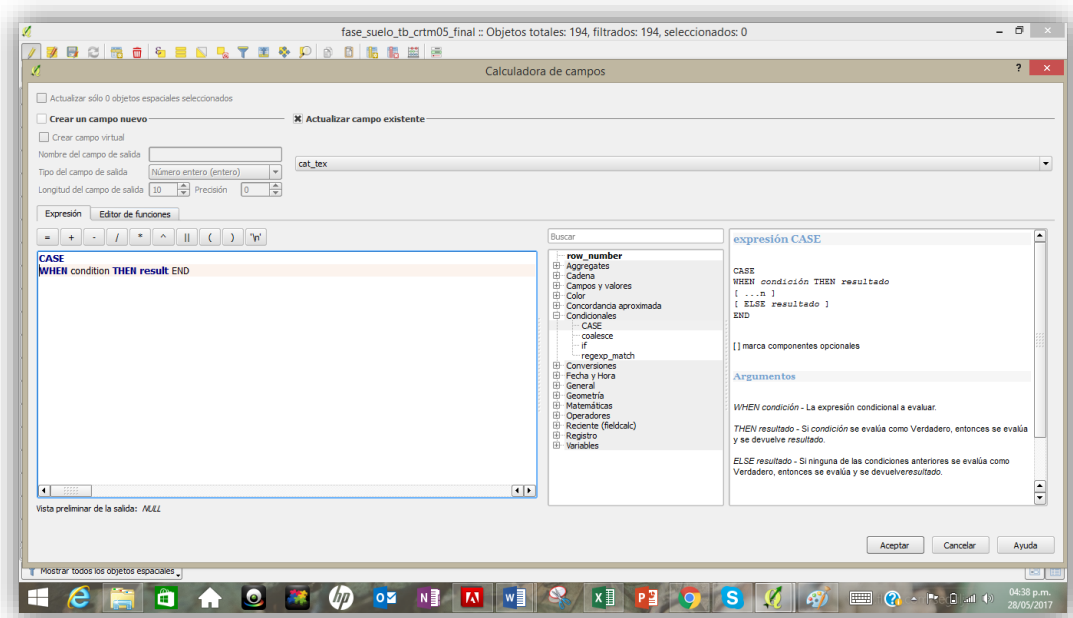 fase_suelo_tb_crtm05_final :: Objetos totales: 194, filtrados: 194, seleccionados: 0
Calculadora de campos
Actualizar sólo 0 objetos espaciales seleccionados
Crear un campo nuevo
Actualizar campo existente
Crear campo virtual
Nombre del campo de salida
Tipo del campo de salida Número entero (entero)
Longitud del campo de salida 10 Precisión 0
cat_tex
Expresión Editor de funciones
= + - / * ^ || ( ) '\n'
CASE
WHEN condition THEN result END
Vista preliminar de la salida: NULL
Buscar
row_number
Aggregates
Cadena
Campos y valores
Color
Concordancia aproximada
Condicionales
CASE
coalesce
if
regexp_match
Conversiones
Fecha y Hora
General
Geometría
Matemáticas
Operadores
Reciente (fieldcalc)
Registro
Variables
expresión CASE
CASE
WHEN condición THEN resultado
[ ...n ]
[ ELSE resultado ]
END
[ ] marca componentes opcionales
Argumentos
WHEN condición - La expresión condicional a evaluar.
THEN resultado - Si condición se evalúa como Verdadero, entonces se evalúa
y se devuelve resultado.
ELSE resultado - Si ninguna de las condiciones anteriores se evalúa como
Verdadero, entonces se evalúa y se devuelveresultado.
Aceptar Cancelar Ayuda
Mostrar todos los objetos espaciales
04:38 p.m.
28/05/2017